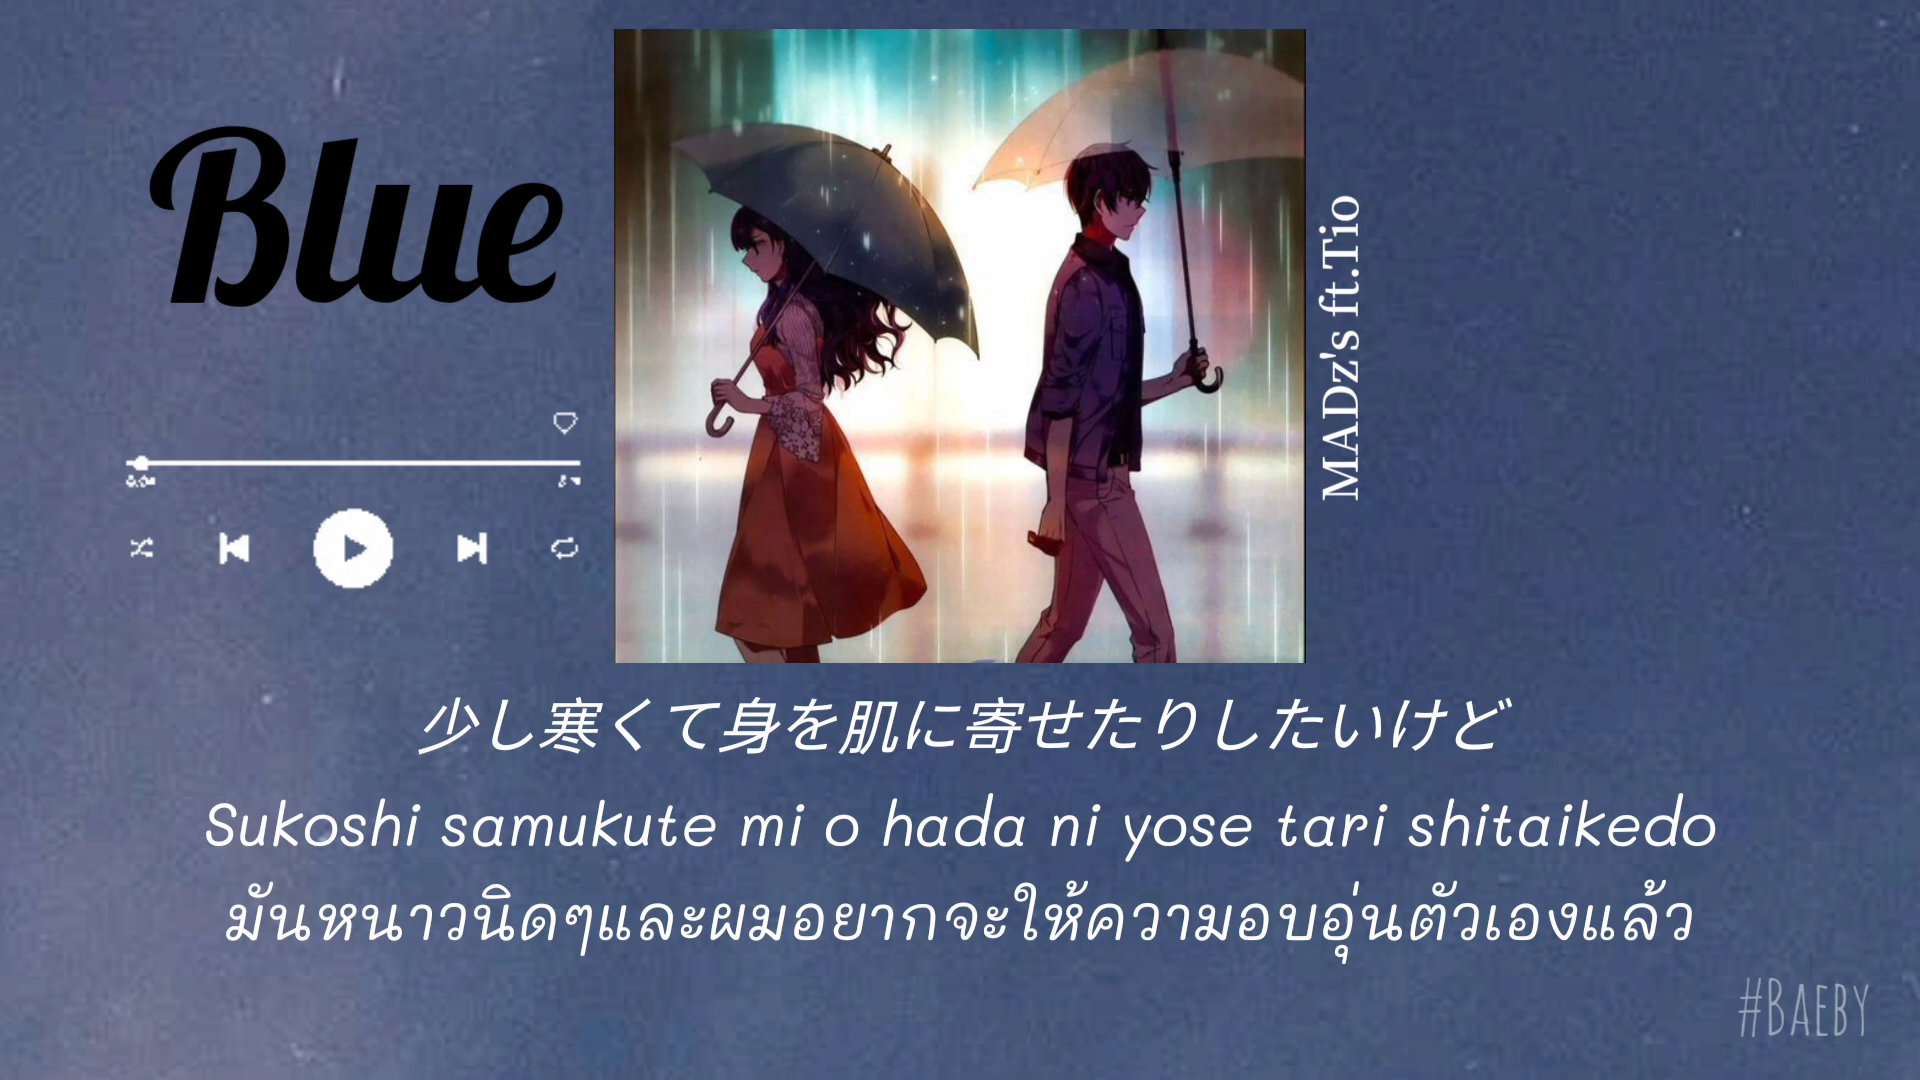 Blue
MADz's ft.Tio
少し寒くて身を肌に寄せたりしたいけど
Sukoshi samukute mi o hada ni yose tari shitaikedo
มันหนาวนิดๆและผมอยากจะให้ความอบอุ่นตัวเองแล้ว
#BAEBY